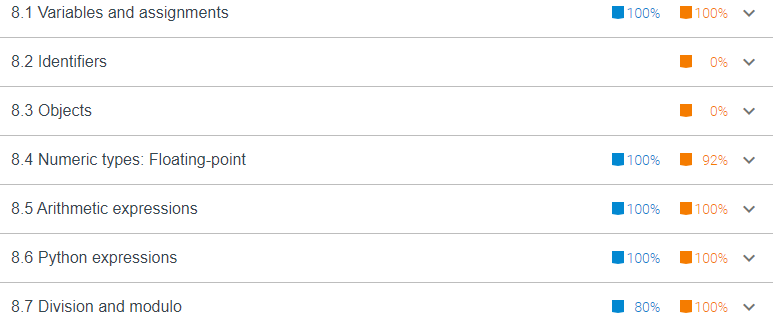 8.1 Variables and assignments 100% 100%
8.2 Identifiers 0%
8.3 Objects 0%
8.4 Numeric types: Floating-point 100% 92%
8.5 Arithmetic expressions 100% 100%
8.6 Python expressions 100% 100%
8.7 Division and modulo 80% 100%